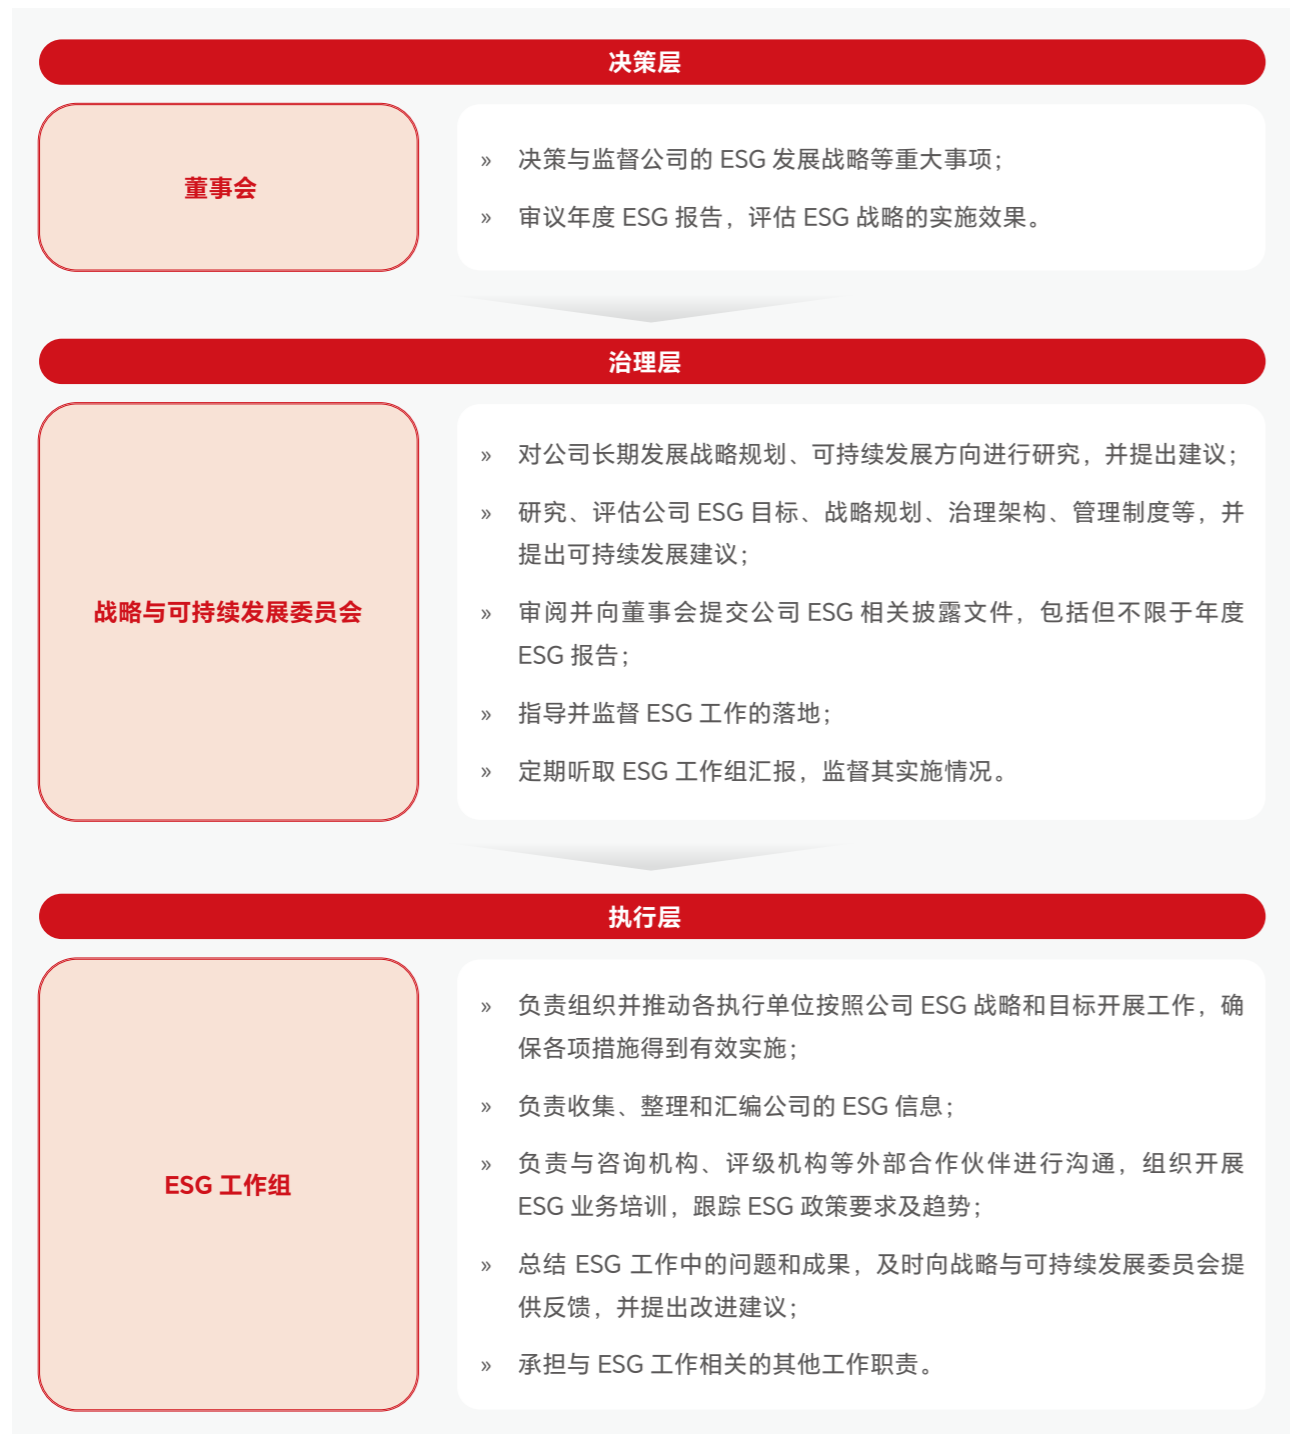 决策层
董事会
» 决策与监督公司的 ESG 发展战略等重大事项；
» 审议年度 ESG 报告，评估 ESG 战略的实施效果。
治理层
战略与可持续发展委员会
» 对公司长期发展战略规划、可持续发展方向进行研究，并提出建议；
» 研究、评估公司 ESG 目标、战略规划、治理架构、管理制度等，并
提出可持续发展建议；
» 审阅并向董事会提交公司 ESG 相关披露文件，包括但不限于年度
ESG 报告；
» 指导并监督 ESG 工作的落地；
» 定期听取 ESG 工作组汇报，监督其实施情况。
执行层
ESG 工作组
» 负责组织并推动各执行单位按照公司 ESG 战略和目标开展工作，确
保各项措施得到有效实施；
» 负责收集、整理和汇编公司的 ESG 信息；
» 负责与咨询机构、评级机构等外部合作伙伴进行沟通，组织开展
ESG 业务培训，跟踪 ESG 政策要求及趋势；
» 总结 ESG 工作中的问题和成果，及时向战略与可持续发展委员会提
供反馈，并提出改进建议；
» 承担与 ESG 工作相关的其他工作职责。